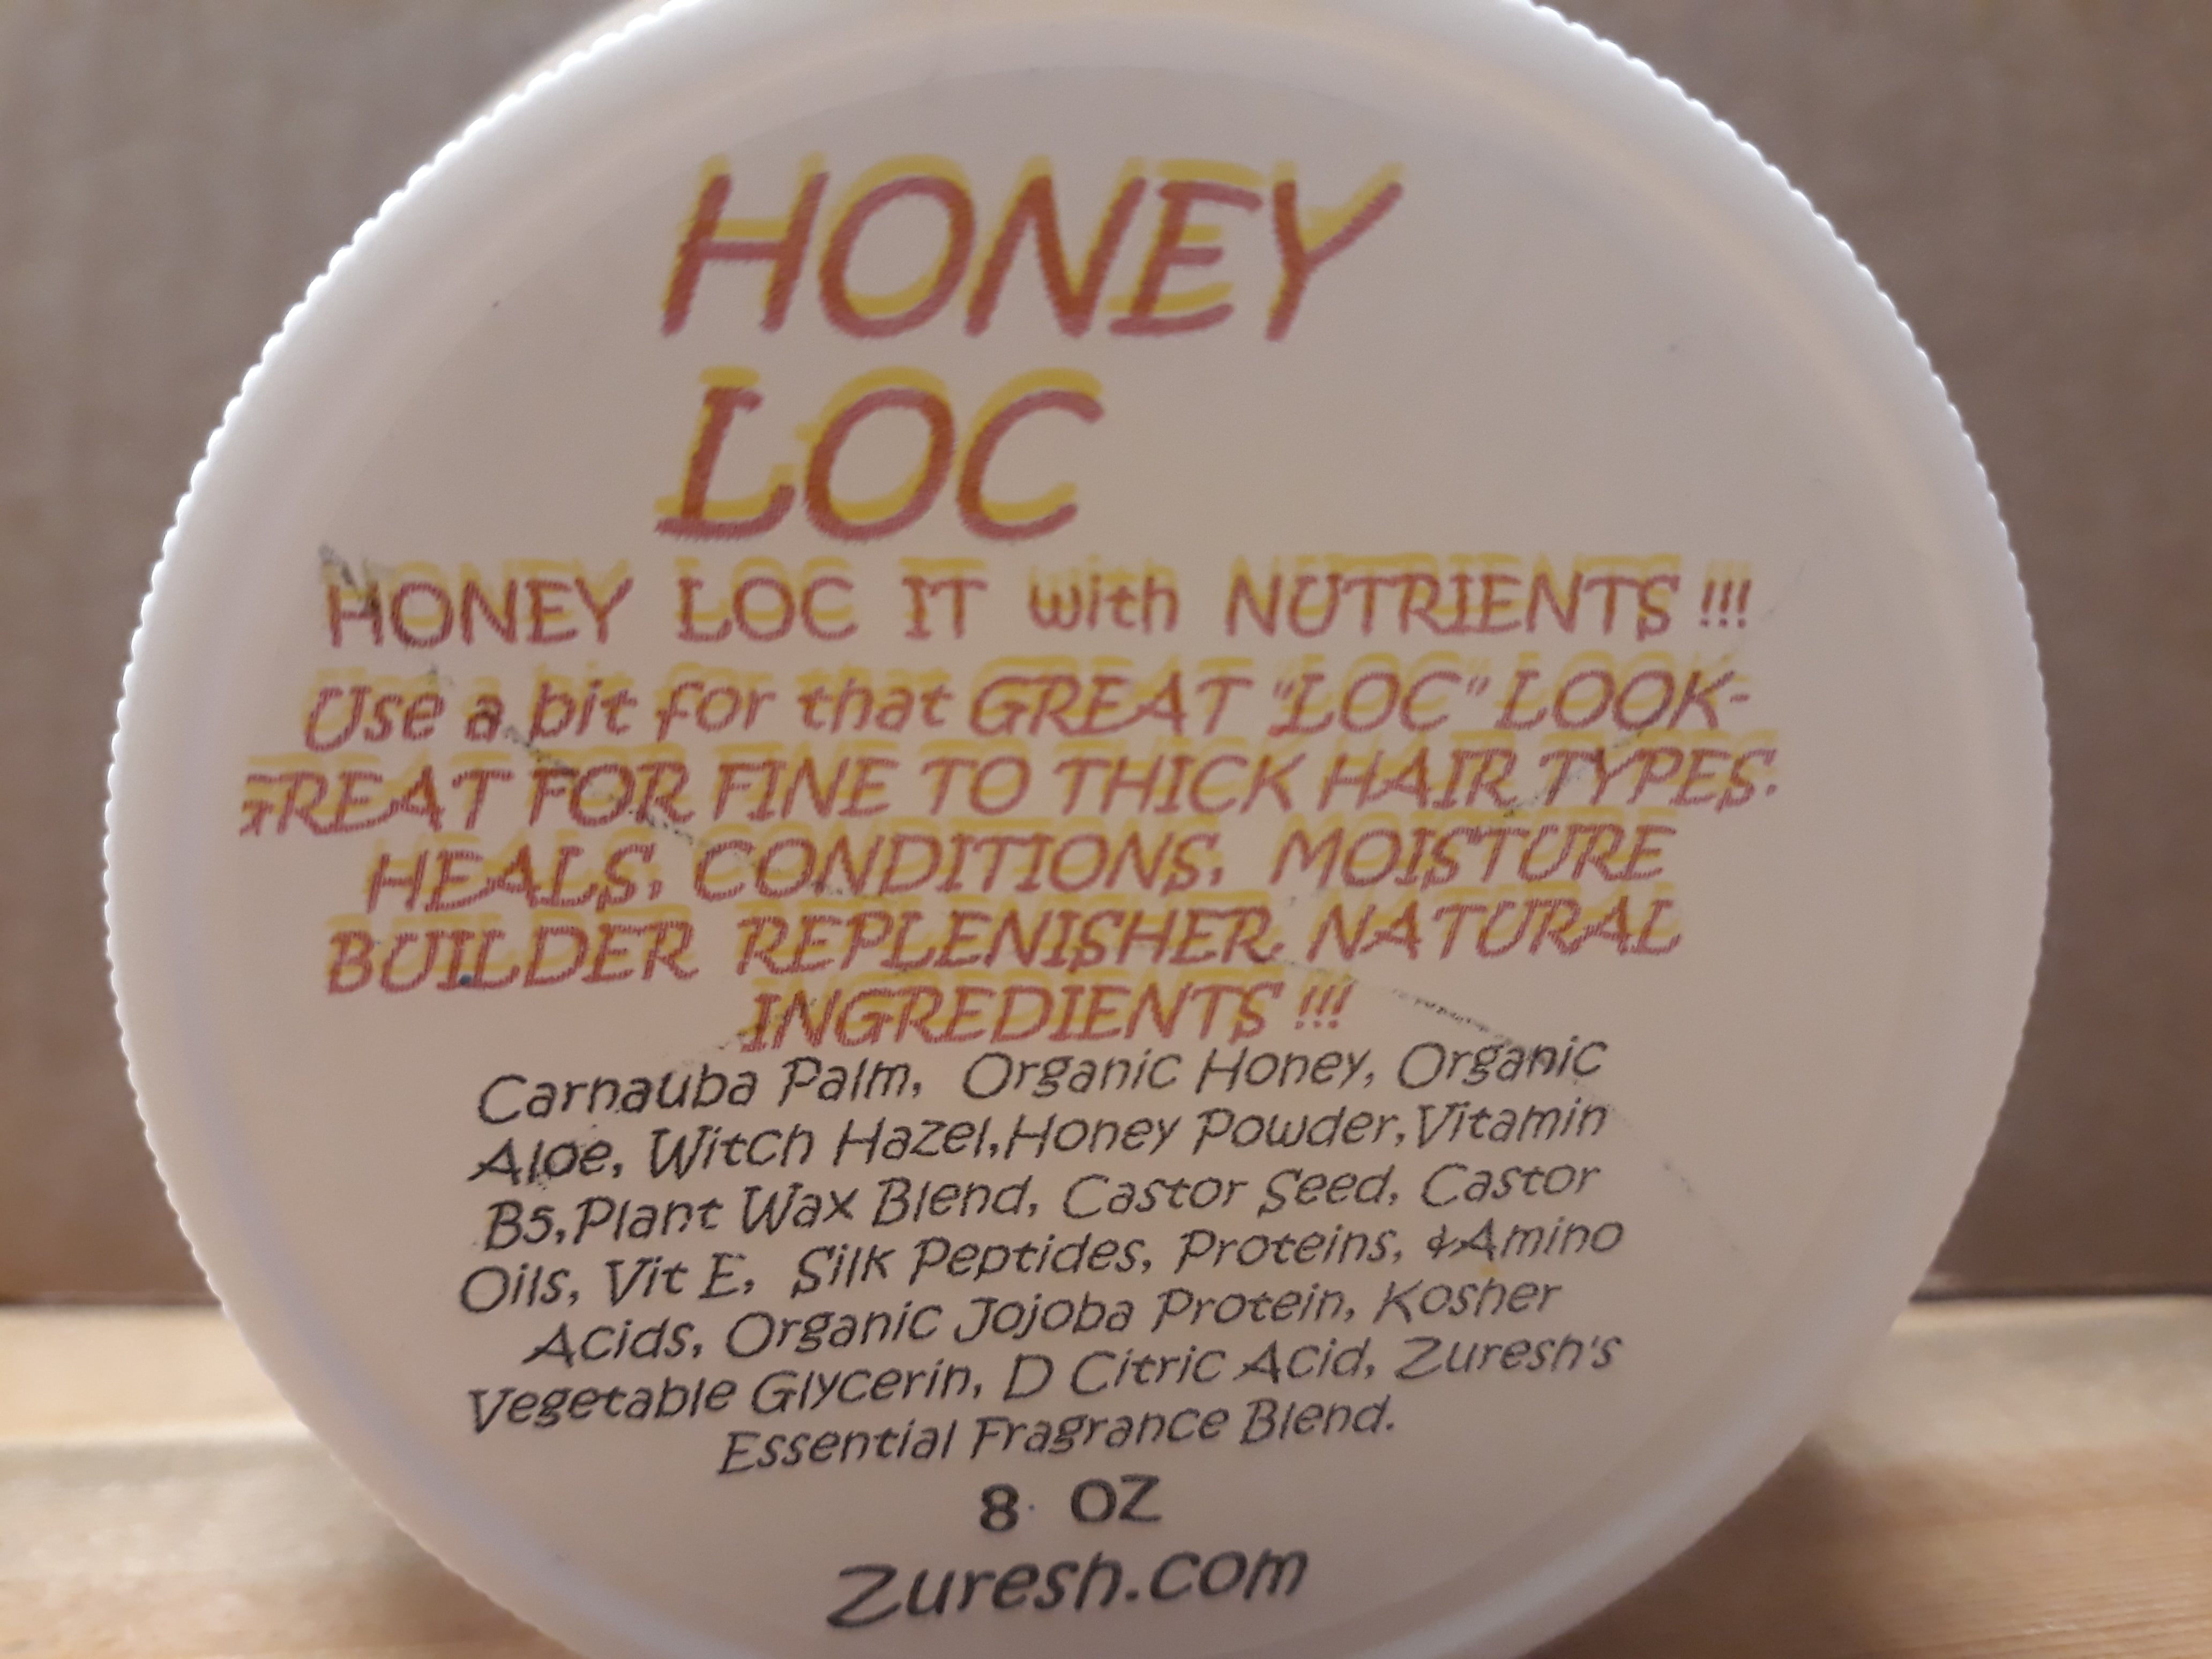 HONEY
LOC
HONEY LOC IT with NUTRIENTS !!!
Use a bit for that GREAT "LOC" LOOK-
GREAT FOR FINE TO THICK HAIR TYPES.
HEALS, CONDITIONS, MOISTURE
BUILDER REPLENISHER, NATURAL
INGREDIENTS !!!
Carnauba Palm, Organic Honey, Organic
Aloe, Witch Hazel,Honey Powder,Vitamin
B5,Plant Wax Blend, Castor Seed, Castor
Oils, Vit E, Silk Peptides, Proteins, &Amino
Acids, Organic Jojoba Protein, Kosher
Vegetable Glycerin, D Citric Acid, Zuresh's
Essential Fragrance Blend.
8 OZ
Zuresh.com